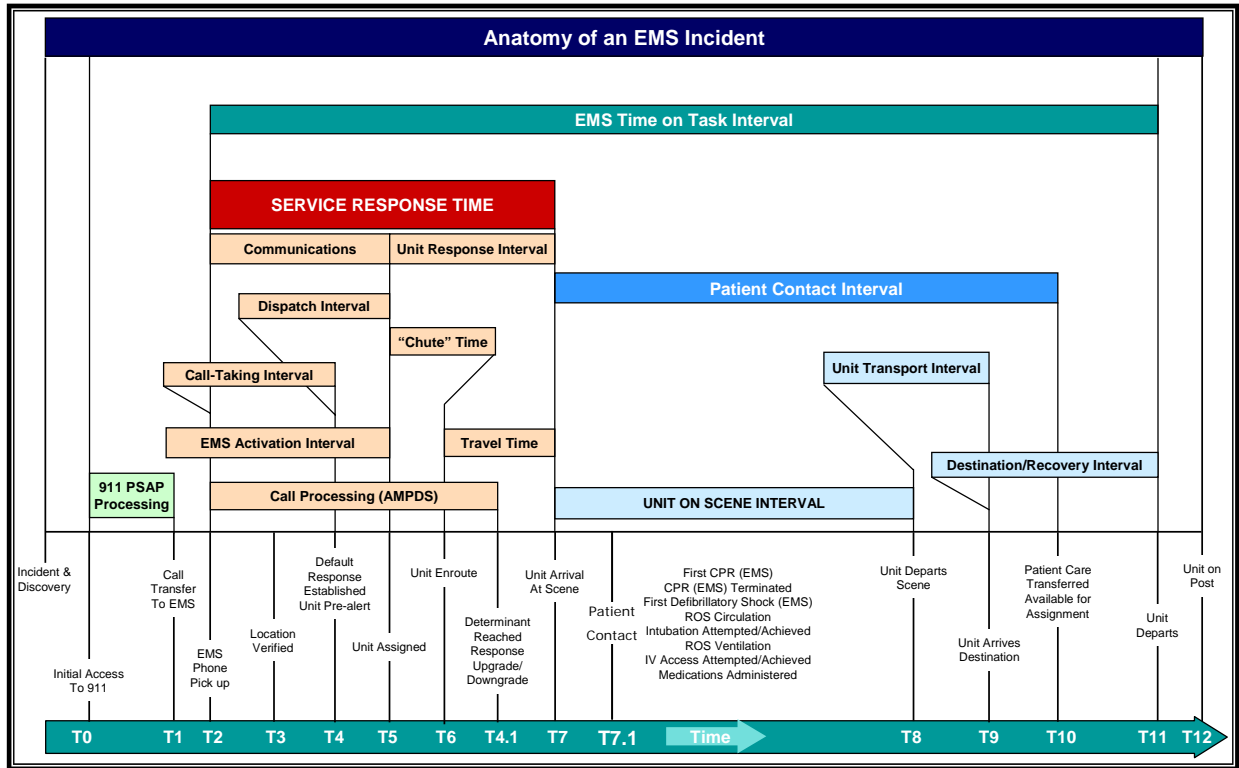 Anatomy of an EMS Incident
EMS Time on Task Interval
SERVICE RESPONSE TIME
Communications
Unit Response Interval
Patient Contact Interval
Dispatch Interval
“Chute” Time
Unit Transport Interval
Call-Taking Interval
EMS Activation Interval
Travel Time
Destination/Recovery Interval
911 PSAP
Processing
Call Processing (AMPDS)
UNIT ON SCENE INTERVAL
Incident &
Discovery
Initial Access
To 911
Call
Transfer
To EMS
EMS
Phone
Pick up
Location
Verified
Default
Response
Established
Unit Pre-alert
Unit Assigned
Unit Enroute
Determinant
Reached
Response
Upgrade/
Downgrade
Unit Arrival
At Scene
Patient
Contact
First CPR (EMS)
CPR (EMS) Terminated
First Defibrillatory Shock (EMS)
ROS Circulation
Intubation Attempted/Achieved
ROS Ventilation
IV Access Attempted/Achieved
Medications Administered
Unit Departs
Scene
Unit Arrives
Destination
Patient Care
Transferred
Available for
Assignment
Unit
Departs
Unit on
Post
T0 T1 T2 T3 T4 T5 T6 T4.1 T7 T7.1 Time T8 T9 T10 T11 T12